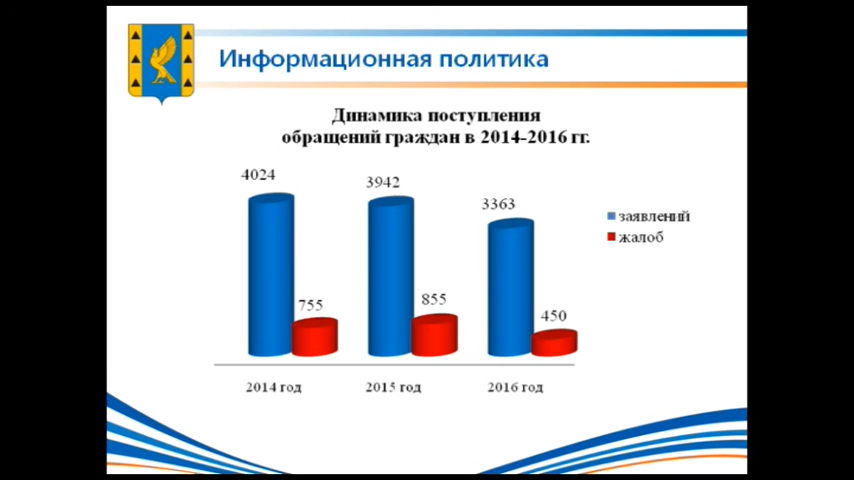 Информационная политика
Динамика поступления
обращений граждан в 2014-2016 гг.
4024
3942
3363
755
855
450
заявлений
жалоб
2014 год
2015 год
2016 год